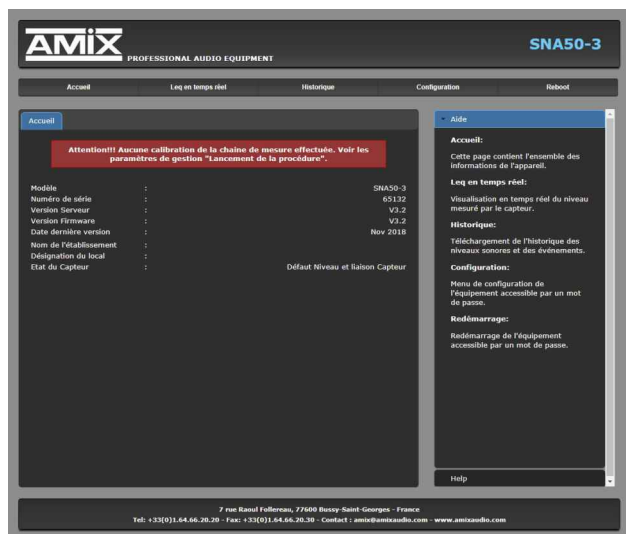 AMiX
PROFESSIONAL AUDIO EQUIPMENT
SNA50-3
Accueil Leq en temps réel Historique Configuration Reboot
Accueil
Attention!!! Aucune calibration de la chaine de mesure effectuée. Voir les
paramètres de gestion "Lancement de la procédure".
Modèle : SNA50-3
Numéro de série : 65132
Version Serveur : V3.2
Version Firmware : V3.2
Date dernière version : Nov 2018
Nom de l'établissement :
Désignation du local :
Etat du Capteur : Défaut Niveau et liaison Capteur
Aide
Accueil:
Cette page contient l'ensemble des
informations de l'appareil.
Leq en temps réel:
Visualisation en temps réel du niveau
mesuré par le capteur.
Historique:
Téléchargement de l'historique des
niveaux sonores et des événements.
Configuration:
Menu de configuration de
l'équipement accessible par un mot
de passe.
Redémarrage:
Redémarrage de l'équipement
accessible par un mot de passe.
Help
7 rue Raoul Follereau, 77600 Bussy-Saint-Georges - France
Tel: +33(0)1.64.66.20.20 - Fax: +33(0)1.64.66.20.30 - Contact : amix@amixaudio.com - www.amixaudio.com